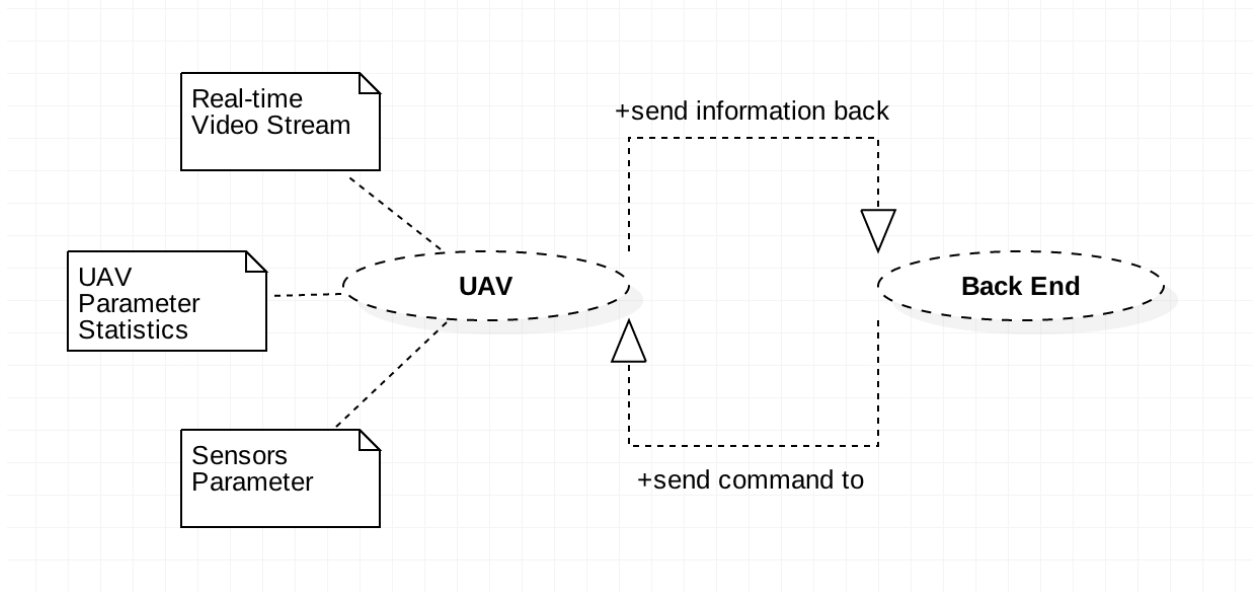 Real-time
Video Stream
+send information back
UAV
Parameter
Statistics
UAV
Back End
Sensors
Parameter
+send command to